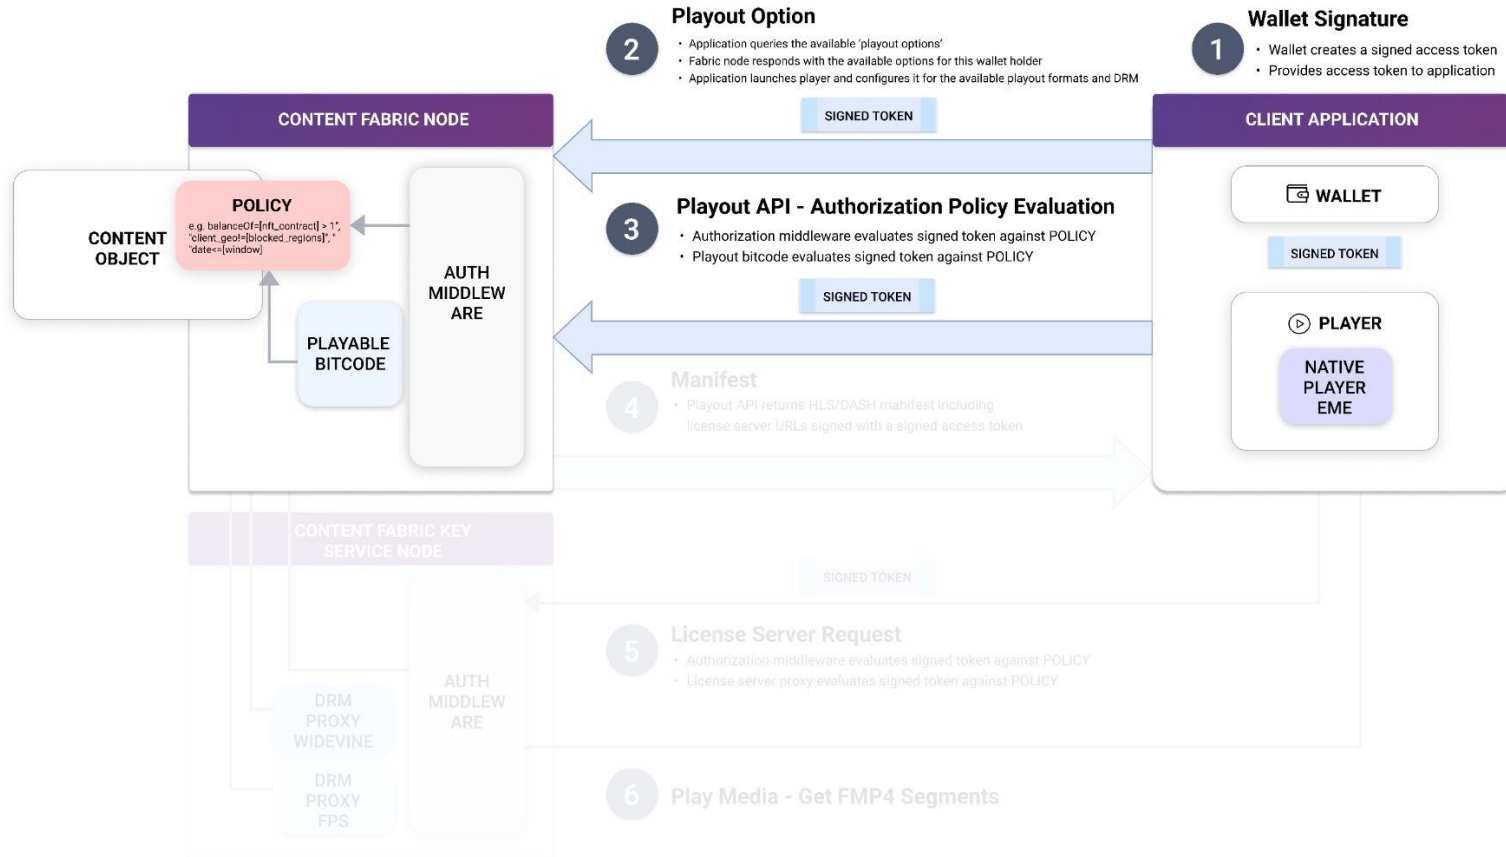 Playout Option
2
• Application queries the available ‘playout options’
• Fabric node responds with the available options for this wallet holder
• Application launches player and configures it for the available playout formats and DRM
1
Wallet Signature
• Wallet creates a signed access token
• Provides access token to application
SIGNED TOKEN
CONTENT FABRIC NODE
CLIENT APPLICATION
CONTENT
OBJECT
POLICY
e.g. balanceOf=[nft_contract] > 1",
"client_geo!=[blocked_regions]", "
"date<=[window]
AUTH
MIDDLEW
ARE
PLAYABLE
BITCODE
3
Playout API - Authorization Policy Evaluation
• Authorization middleware evaluates signed token against POLICY
• Playout bitcode evaluates signed token against POLICY
SIGNED TOKEN
WALLET
SIGNED TOKEN
PLAYER
NATIVE
PLAYER
EME
4
Manifest
• Playout API returns HLS/DASH manifest including
license server URLs signed with a signed access token
CONTENT FABRIC KEY
SERVICE NODE
SIGNED TOKEN
5
License Server Request
• Authorization middleware evaluates signed token against POLICY
• License server proxy evaluates signed token against POLICY
AUTH
MIDDLEW
ARE
DRM
PROXY
WIDEVINE
DRM
PROXY
FPS
6
Play Media - Get FMP4 Segments